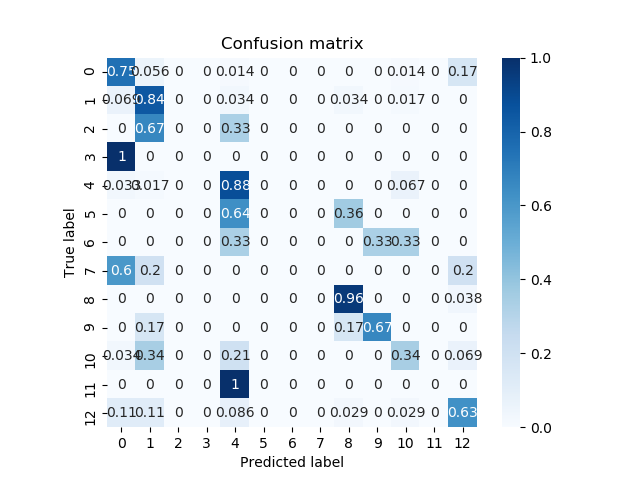 Confusion matrix
0 0.75 0.056 0 0 0.014 0 0 0 0 0 0.014 0 0.17
1 0.069 0.84 0 0 0.034 0 0 0 0.034 0 0.017 0 0
2 0 0.67 0 0 0.33 0 0 0 0 0 0 0 0
3 1 0 0 0 0 0 0 0 0 0 0 0 0
4 0.033 0.017 0 0 0.88 0 0 0 0 0 0.067 0 0
5 0 0 0 0 0.64 0 0 0 0.36 0 0 0 0
6 0 0 0 0 0.33 0 0 0 0 0.33 0.33 0 0
7 0.6 0.2 0 0 0 0 0 0 0 0 0 0 0.2
8 0 0 0 0 0 0 0 0 0.96 0 0 0 0.038
9 0 0.17 0 0 0 0 0 0 0.17 0.67 0 0 0
10 0.034 0.34 0 0 0.21 0 0 0 0 0 0.34 0 0.069
11 0 0 0 0 1 0 0 0 0 0 0 0 0
12 0.11 0.11 0 0 0.086 0 0 0 0.029 0 0.029 0 0.63
0 1 2 3 4 5 6 7 8 9 10 11 12
Predicted label
True label
1.0
0.8
0.6
0.4
0.2
0.0